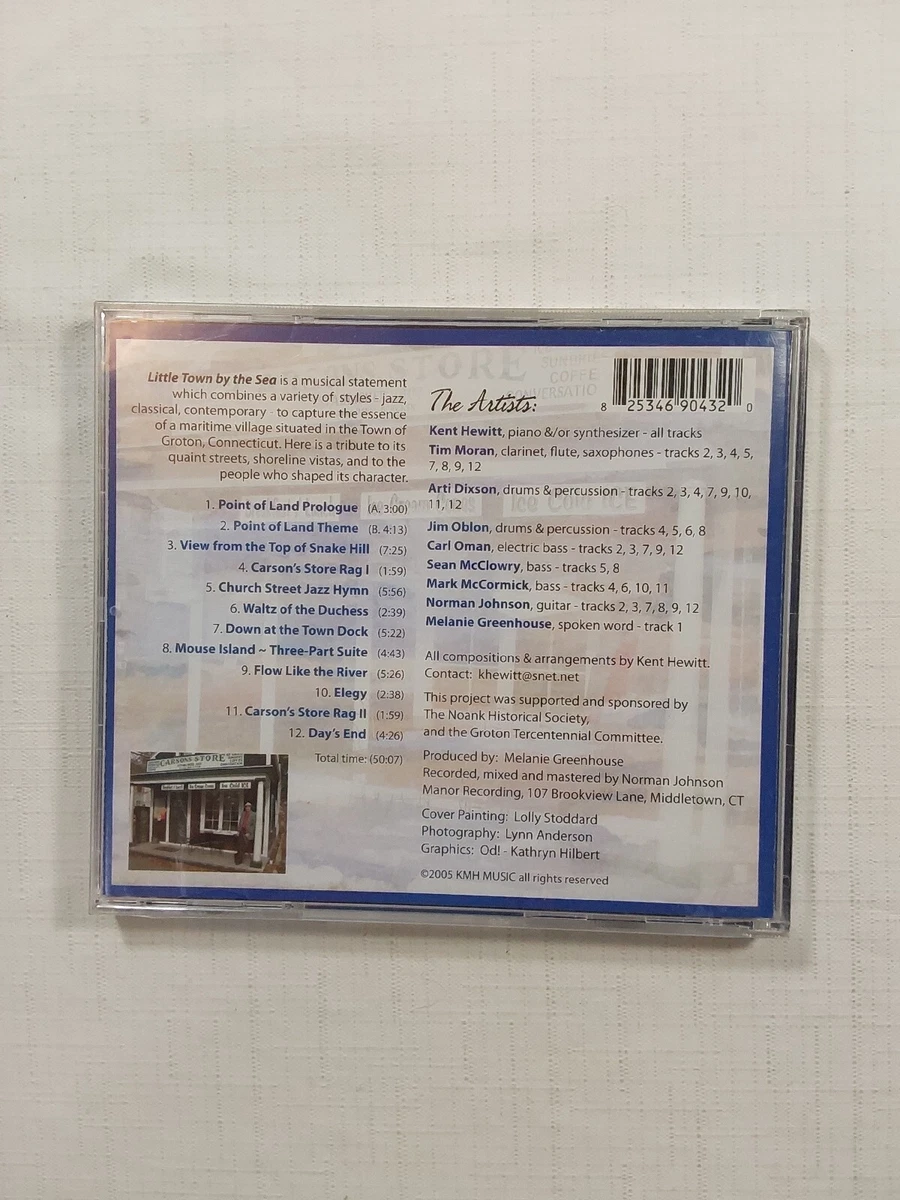 Little Town by the Sea is a musical statement
which combines a variety of styles - jazz,
classical, contemporary - to capture the essence
of a maritime village situated in the Town of
Groton, Connecticut. Here is a tribute to its
quaint streets, shoreline vistas, and to the
people who shaped its character.
1. Point of Land Prologue (A. 3:00)
2. Point of Land Theme (B. 4:13)
3. View from the Top of Snake Hill (7:25)
4. Carson's Store Rag I (1:59)
5. Church Street Jazz Hymn (5:56)
6. Waltz of the Duchess (2:39)
7. Down at the Town Dock (5:22)
8. Mouse Island ~ Three-Part Suite (4:43)
9. Flow Like the River (5:26)
10. Elegy (2:38)
11. Carson's Store Rag II (1:59)
12. Day's End (4:26)
Total time: (50:07)
CARSONS STORE
STORE
COFFE
8 25346 90432 0
The Artists:
Kent Hewitt, piano &/or synthesizer - all tracks
Tim Moran, clarinet, flute, saxophones - tracks 2, 3, 4, 5,
7, 8, 9, 12
Arti Dixson, drums & percussion - tracks 2, 3, 4, 7, 9, 10,
11, 12
Jim Oblon, drums & percussion - tracks 4, 5, 6, 8
Carl Oman, electric bass - tracks 2, 3, 7, 9, 12
Sean McClowry, bass - tracks 5, 8
Mark McCormick, bass - tracks 4, 6, 10, 11
Norman Johnson, guitar - tracks 2, 3, 7, 8, 9, 12
Melanie Greenhouse, spoken word - track 1
All compositions & arrangements by Kent Hewitt.
Contact: khewitt@snet.net
This project was supported and sponsored by
The Noank Historical Society,
and the Groton Tercentennial Committee.
Produced by: Melanie Greenhouse
Recorded, mixed and mastered by Norman Johnson
Manor Recording, 107 Brookview Lane, Middletown, CT
Cover Painting: Lolly Stoddard
Photography: Lynn Anderson
Graphics: Od! - Kathryn Hilbert
©2005 KMH MUSIC all rights reserved